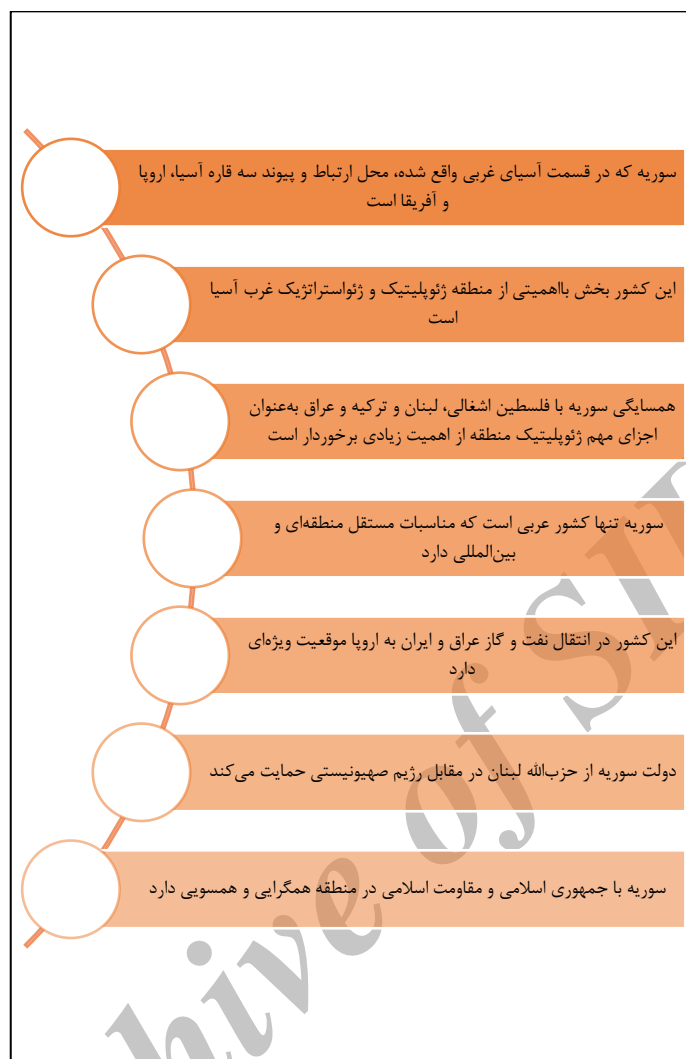 سوریه که در قسمت آسیای غربی واقع شده، محل ارتباط و پیوند سه قاره آسیا، اروپا
و آفریقا است
این کشور بخش بااهمیتی از منطقه ژئوپلیتیک و ژئواستراتژیک غرب آسیا
است
همسایگی سوریه با فلسطین اشغالی، لبنان و ترکیه و عراق به‌عنوان
اجزای مهم ژئوپلیتیک منطقه از اهمیت زیادی برخوردار است
سوریه تنها کشور عربی است که مناسبات مستقل منطقه‌ای و
بین‌المللی دارد
این کشور در انتقال نفت و گاز عراق و ایران به اروپا موقعیت ویژه‌ای
دارد
دولت سوریه از حزب‌الله لبنان در مقابل رژیم صهیونیستی حمایت می‌کند
سوریه با جمهوری اسلامی و مقاومت اسلامی در منطقه همگرایی و همسویی دارد
hive of SI